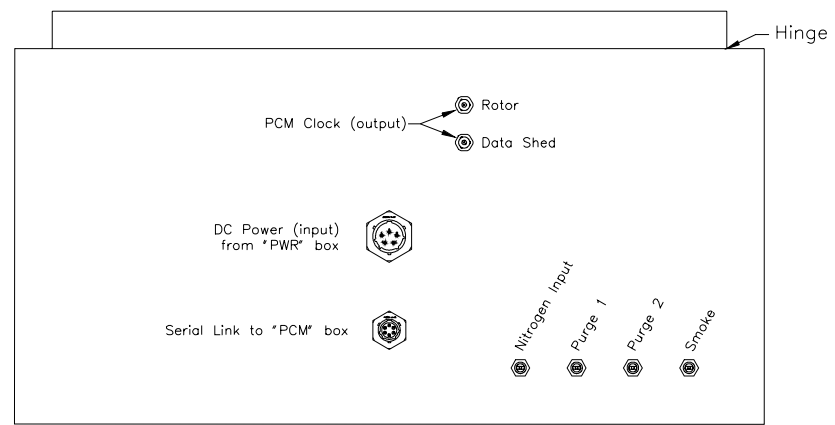 Hinge
Rotor
PCM Clock (output)
Data Shed
DC Power (input)
from "PWR" box
Serial Link to "PCM" box
Nitrogen Input
Purge 1
Purge 2
Smoke